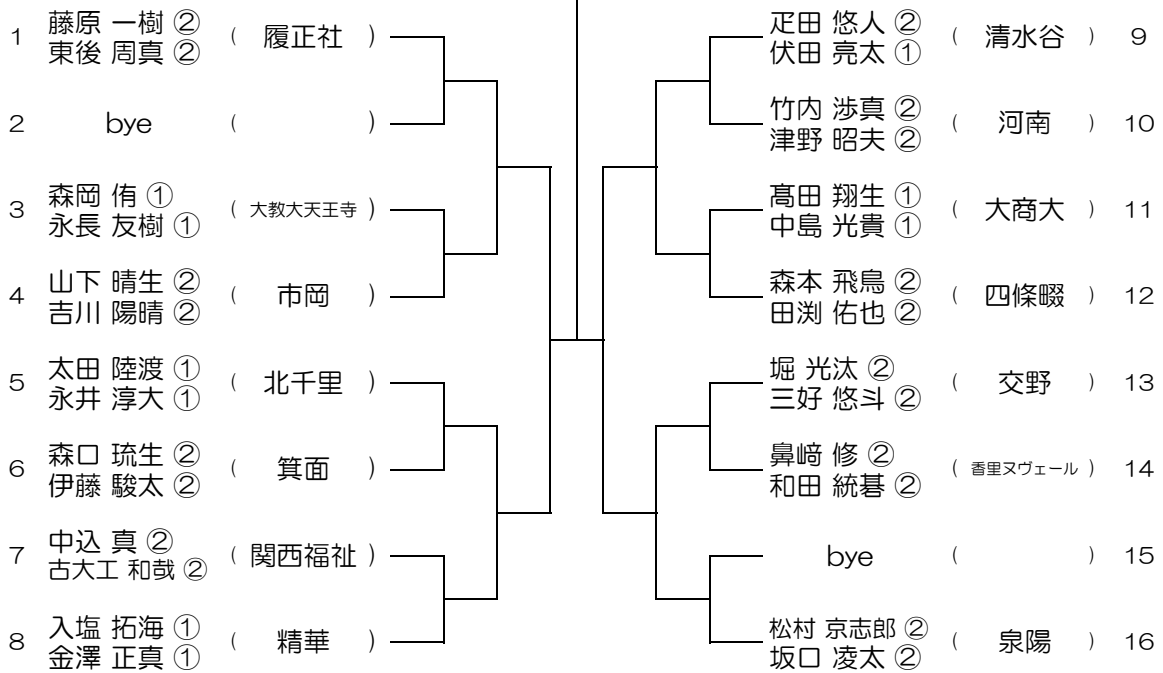 1 藤原 一樹 ② ( 履正社 )
東後 周真 ②
2 bye ( )
3 森岡 侑 ① ( 大教大天王寺 )
永長 友樹 ①
4 山下 晴生 ② ( 市岡 )
吉川 陽晴 ②
5 太田 陸渡 ① ( 北千里 )
永井 淳大 ①
6 森口 琉生 ② ( 箕面 )
伊藤 駿太 ②
7 中込 真 ② ( 関西福祉 )
古大工 和哉 ②
8 入塩 拓海 ① ( 精華 )
金澤 正真 ①
疋田 悠人 ② ( 清水谷 ) 9
伏田 亮太 ①
竹内 渉真 ② ( 河南 ) 10
津野 昭夫 ②
髙田 翔生 ① ( 大商大 ) 11
中島 光貴 ①
森本 飛鳥 ② ( 四條畷 ) 12
田渕 佑也 ②
堀 光汰 ② ( 交野 ) 13
三好 悠斗 ②
鼻﨑 修 ② ( 香里ヌヴェール ) 14
和田 統碁 ②
bye ( ) 15
松村 京志郎 ② ( 泉陽 ) 16
坂口 凌太 ②